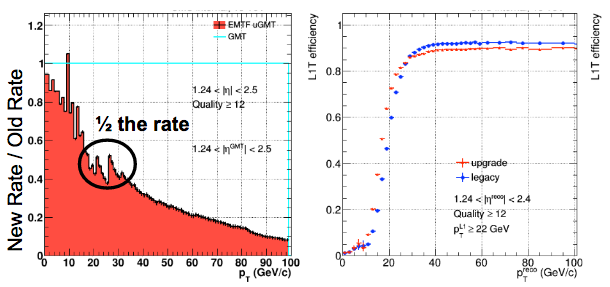 New Rate / Old Rate
1.2
1
0.8
0.6
0.4
0.2
0
EMTF uGMT
GMT
1.24 < |η| < 2.5
Quality ≥ 12
½ the rate
1.24 < |η^GMT| < 2.5
0 10 20 30 40 50 60 70 80 90 100
p_T (GeV/c)
L1T efficiency
1
0.8
0.6
0.4
0.2
0
upgrade
legacy
1.24 < |η^reco| < 2.4
Quality ≥ 12
p_T^L1 ≥ 22 GeV
0 20 40 60 80 100
p_T^reco (GeV/c)
L1T efficiency